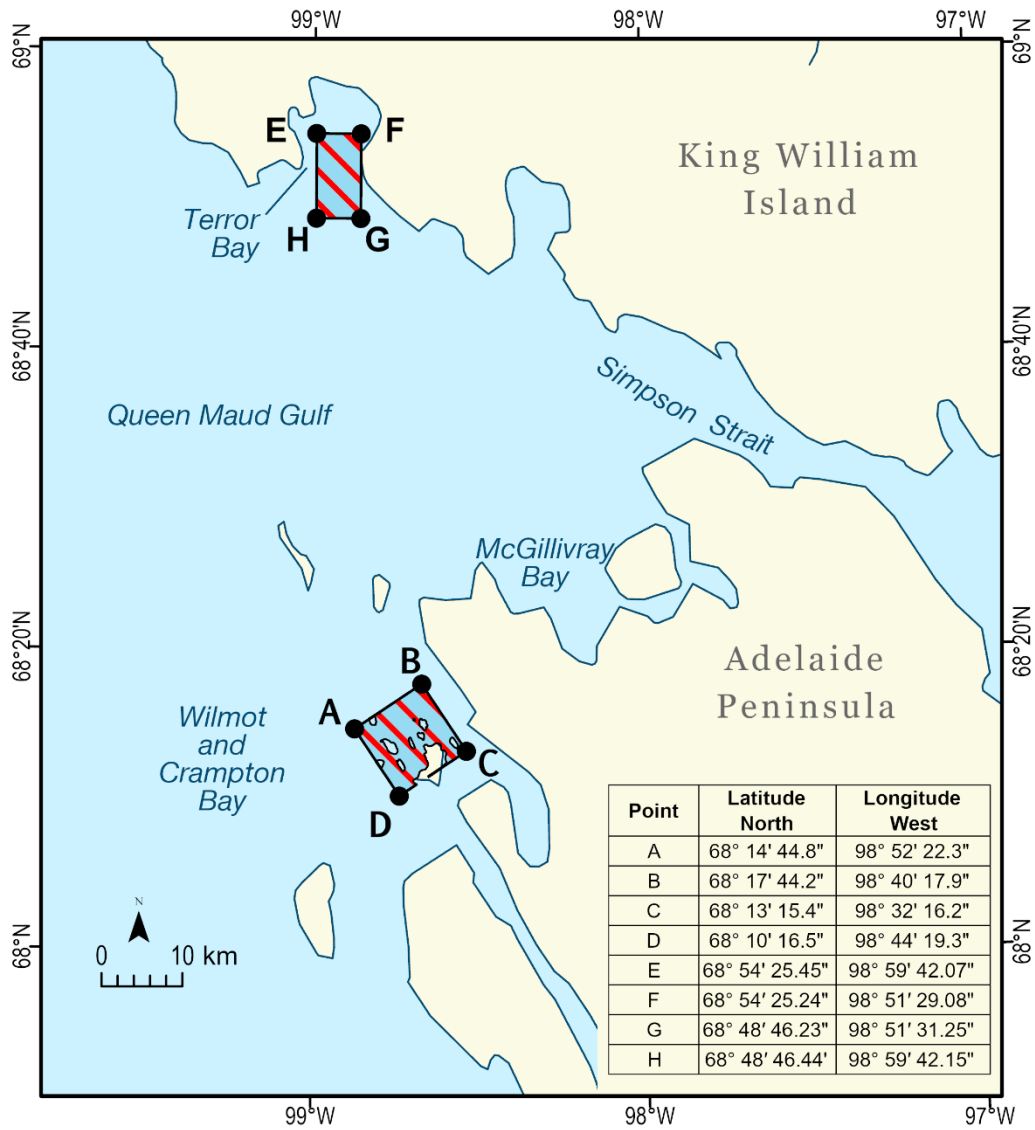 99°W 98°W 97°W
69°N 69°N
E F
King William
Island
Terror
Bay
H G
68°40'N 68°40'N
Simpson Strait
Queen Maud Gulf
McGillivray
Bay
68°20'N 68°20'N
B
Adelaide
Peninsula
A
Wilmot
and
Crampton
Bay
C
D
Point Latitude North Longitude West
A 68° 14' 44.8" 98° 52' 22.3"
B 68° 17' 44.2" 98° 40' 17.9"
C 68° 13' 15.4" 98° 32' 16.2"
D 68° 10' 16.5" 98° 44' 19.3"
E 68° 54' 25.45" 98° 59' 42.07"
F 68° 54' 25.24" 98° 51' 29.08"
G 68° 48' 46.23" 98° 51' 31.25"
H 68° 48' 46.44' 98° 59' 42.15"
N
0 10 km
68°N 68°N
99°W 98°W 97°W